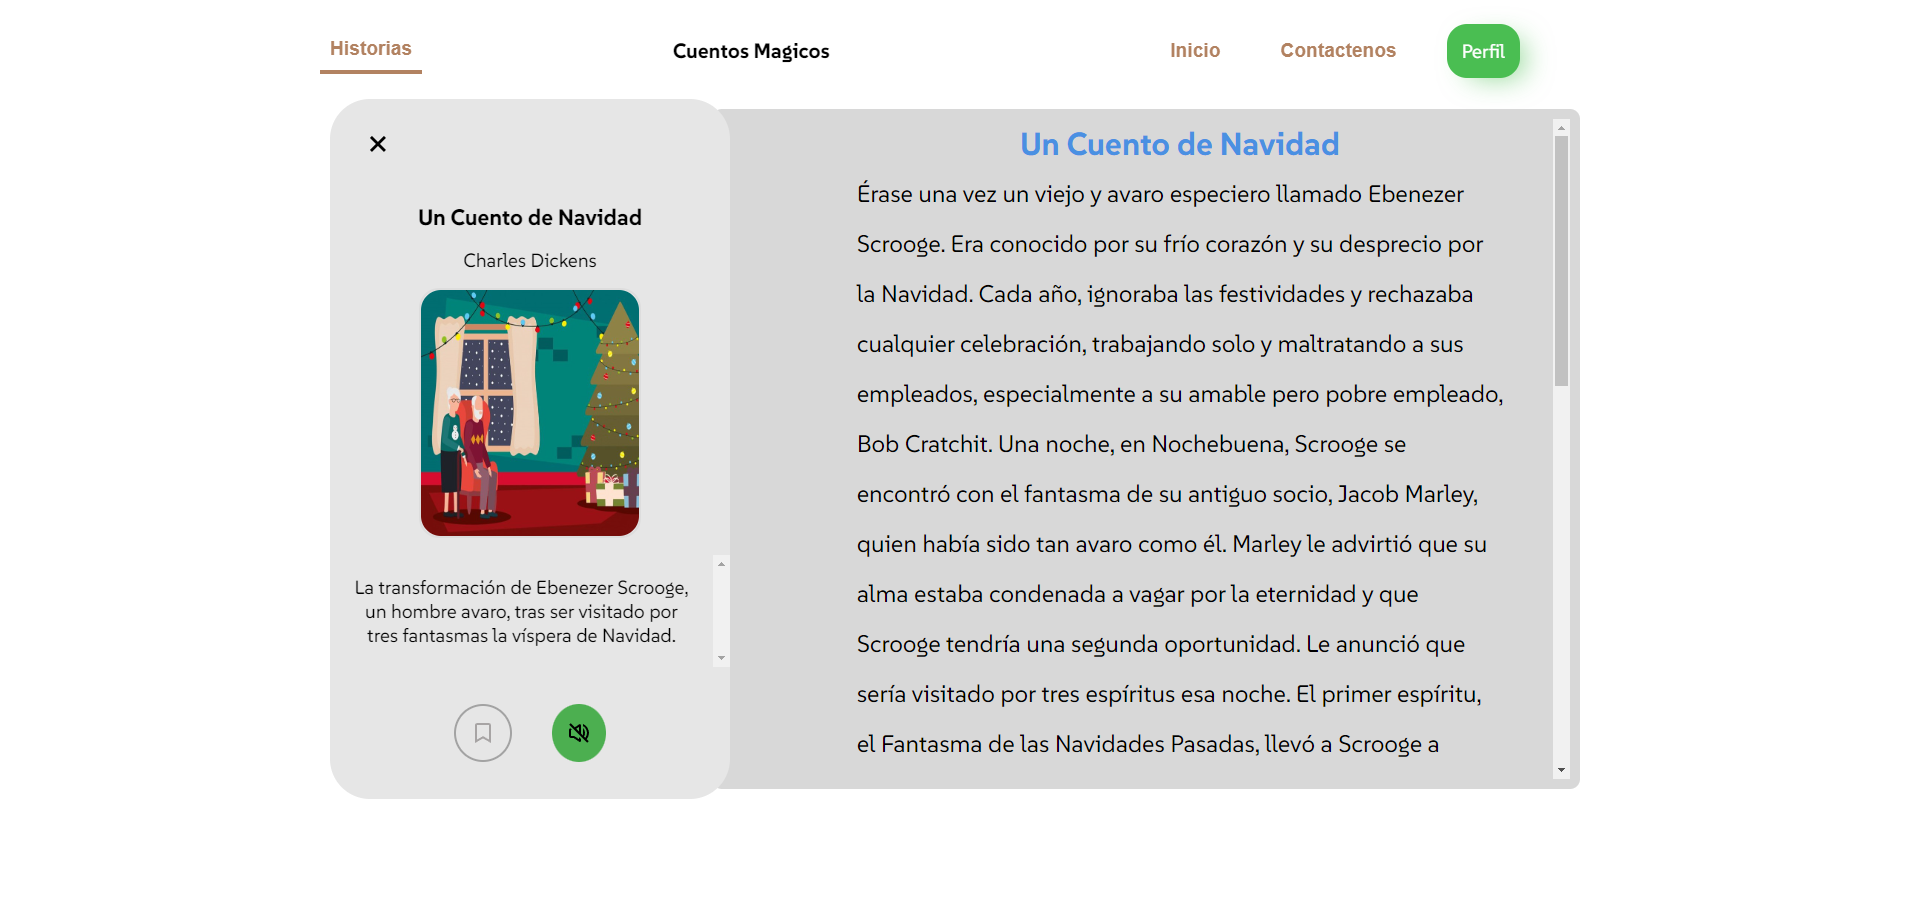 Historias
Cuentos Magicos
Inicio
Contactenos
Perfil
Un Cuento de Navidad
Charles Dickens
La transformación de Ebenezer Scrooge,
un hombre avaro, tras ser visitado por
tres fantasmas la víspera de Navidad.
Un Cuento de Navidad
Érase una vez un viejo y avaro especiero llamado Ebenezer
Scrooge. Era conocido por su frío corazón y su desprecio por
la Navidad. Cada año, ignoraba las festividades y rechazaba
cualquier celebración, trabajando solo y maltratando a sus
empleados, especialmente a su amable pero pobre empleado,
Bob Cratchit. Una noche, en Nochebuena, Scrooge se
encontró con el fantasma de su antiguo socio, Jacob Marley,
quien había sido tan avaro como él. Marley le advirtió que su
alma estaba condenada a vagar por la eternidad y que
Scrooge tendría una segunda oportunidad. Le anunció que
sería visitado por tres espíritus esa noche. El primer espíritu,
el Fantasma de las Navidades Pasadas, llevó a Scrooge a